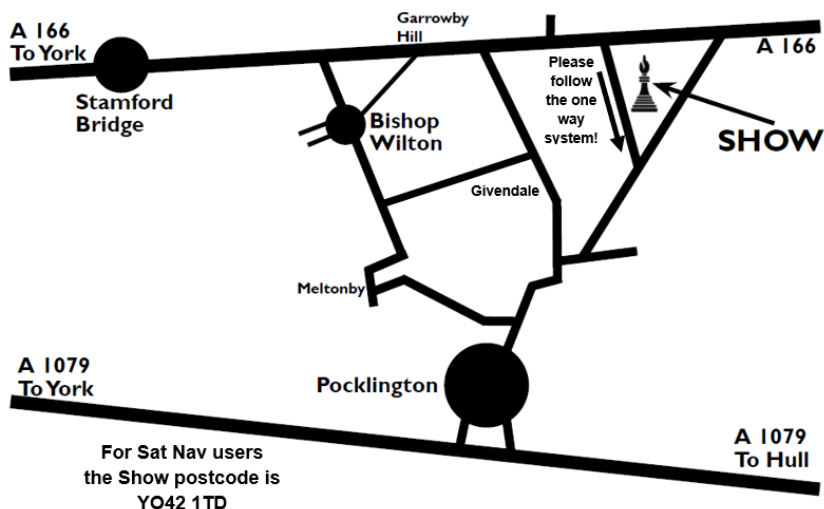 Garrowby
Hill
A 166
To York
A 166
Stamford
Bridge
Bishop
Wilton
Please
follow
the one
way
system!
SHOW
Givendale
Meltonby
A 1079
To York
Pocklington
A 1079
To Hull
For Sat Nav users
the Show postcode is
YO42 1TD